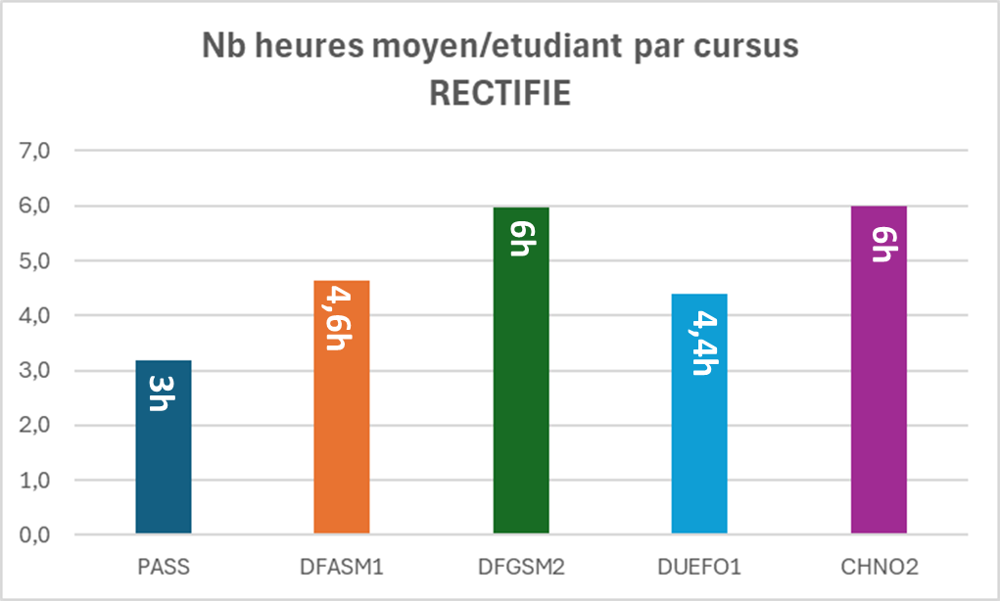 Nb heures moyen/etudiant par cursus
RECTIFIE
7,0
6,0
5,0
4,0
3,0
2,0
1,0
0,0
3h
4,6h
6h
4,4h
6h
PASS
DFASM1
DFGSM2
DUEFO1
CHNO2